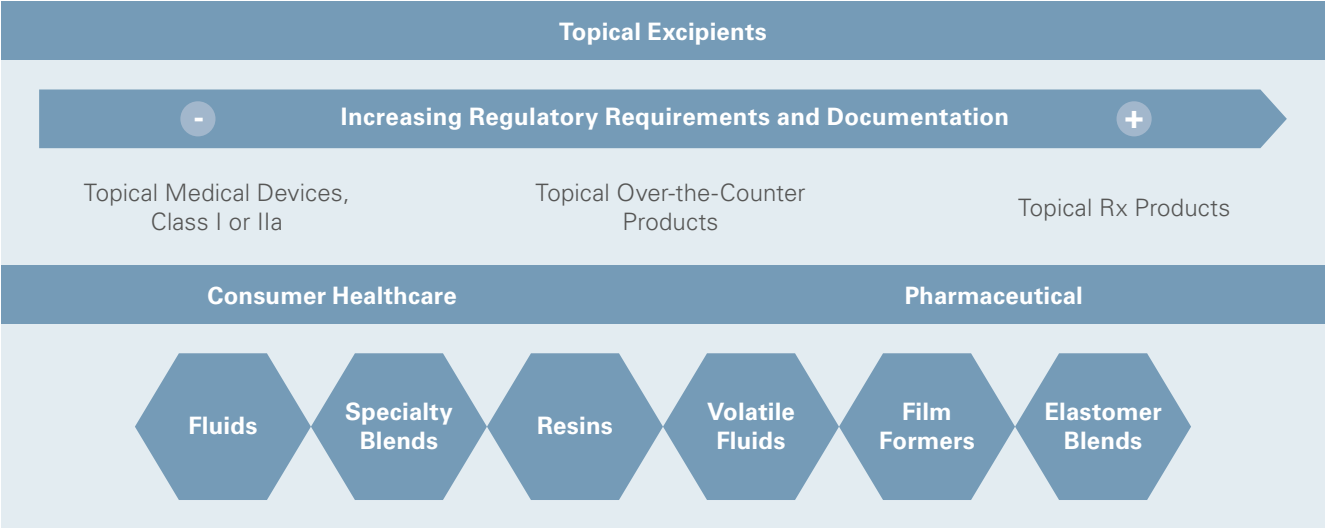 Topical Excipients
-
Increasing Regulatory Requirements and Documentation
+
Topical Medical Devices,
Class I or IIa
Topical Over-the-Counter
Products
Topical Rx Products
Consumer Healthcare
Pharmaceutical
Fluids
Specialty
Blends
Resins
Volatile
Fluids
Film
Formers
Elastomer
Blends